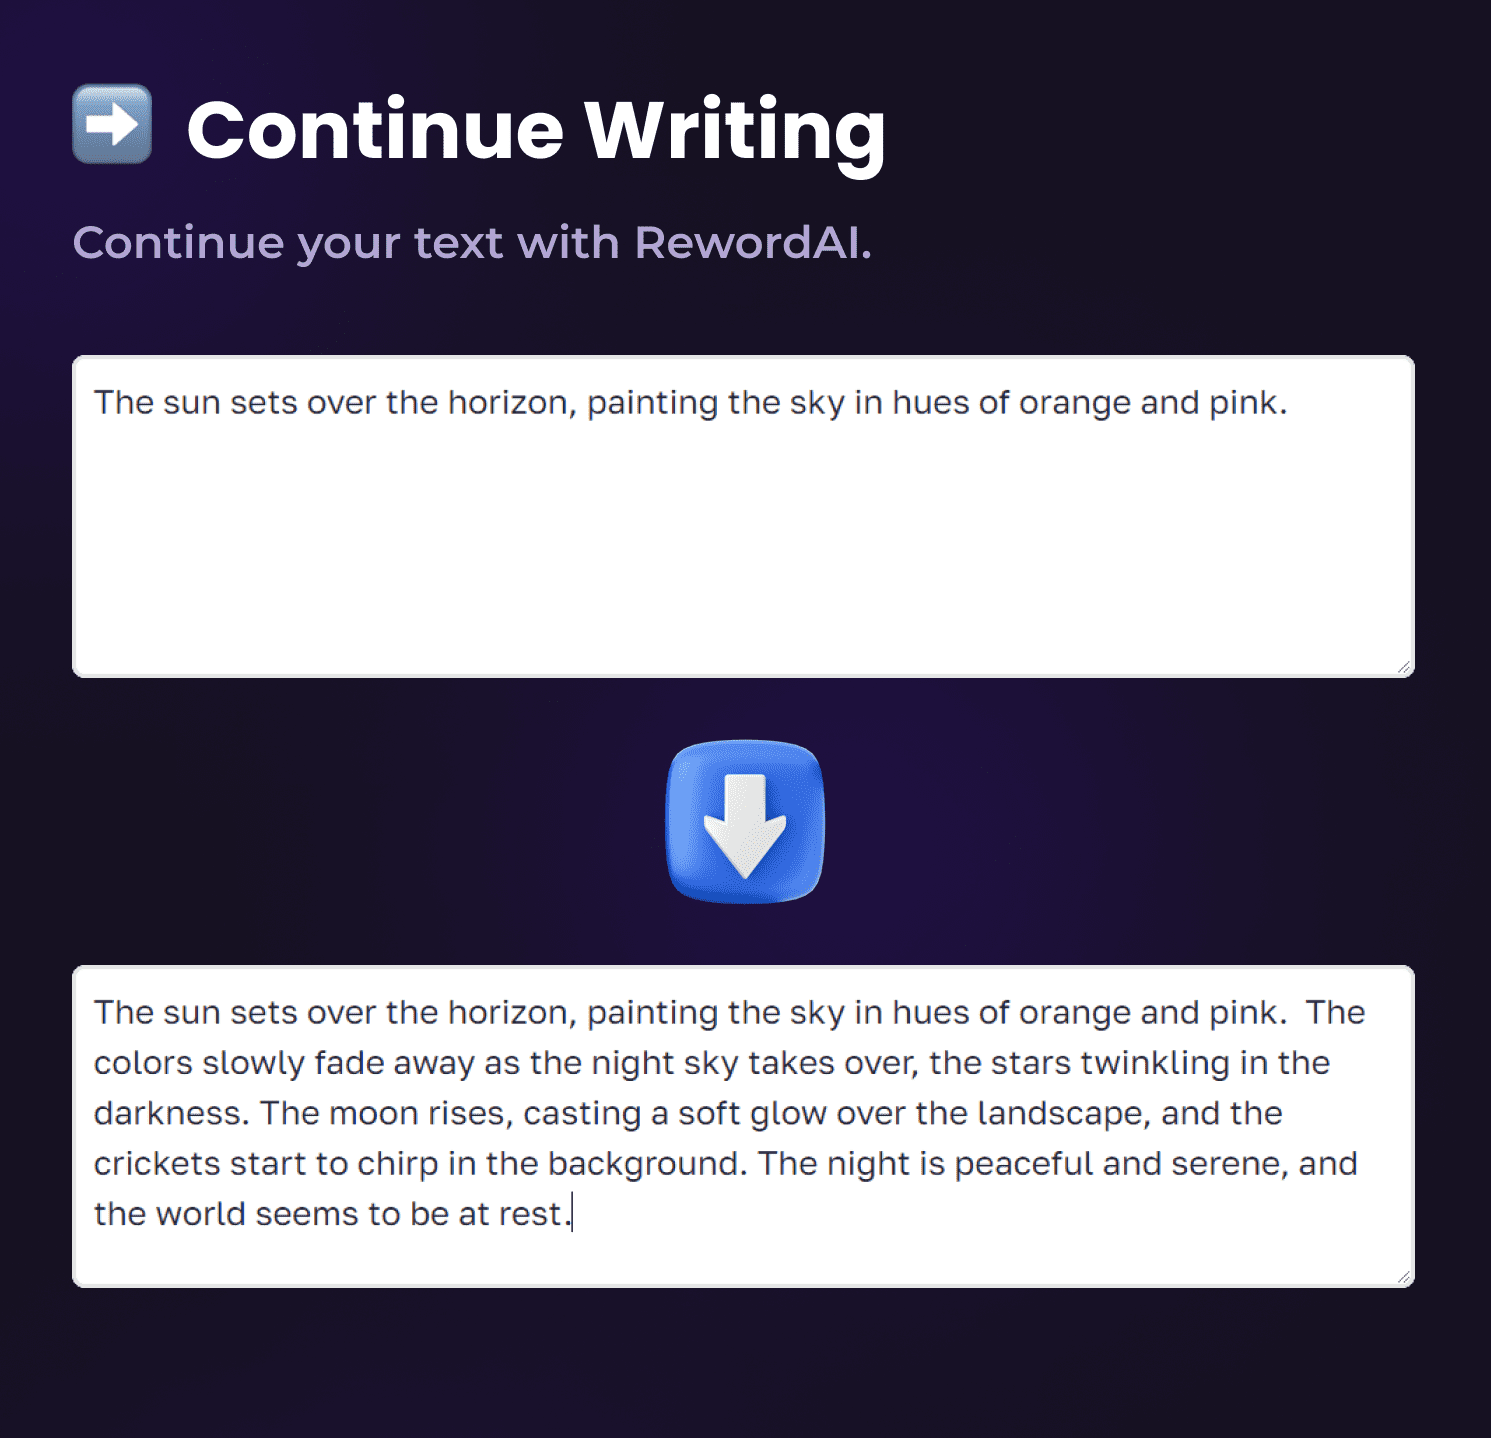 Continue Writing
Continue your text with RewordAI.
The sun sets over the horizon, painting the sky in hues of orange and pink.
The sun sets over the horizon, painting the sky in hues of orange and pink.  The
colors slowly fade away as the night sky takes over, the stars twinkling in the
darkness. The moon rises, casting a soft glow over the landscape, and the
crickets start to chirp in the background. The night is peaceful and serene, and
the world seems to be at rest.